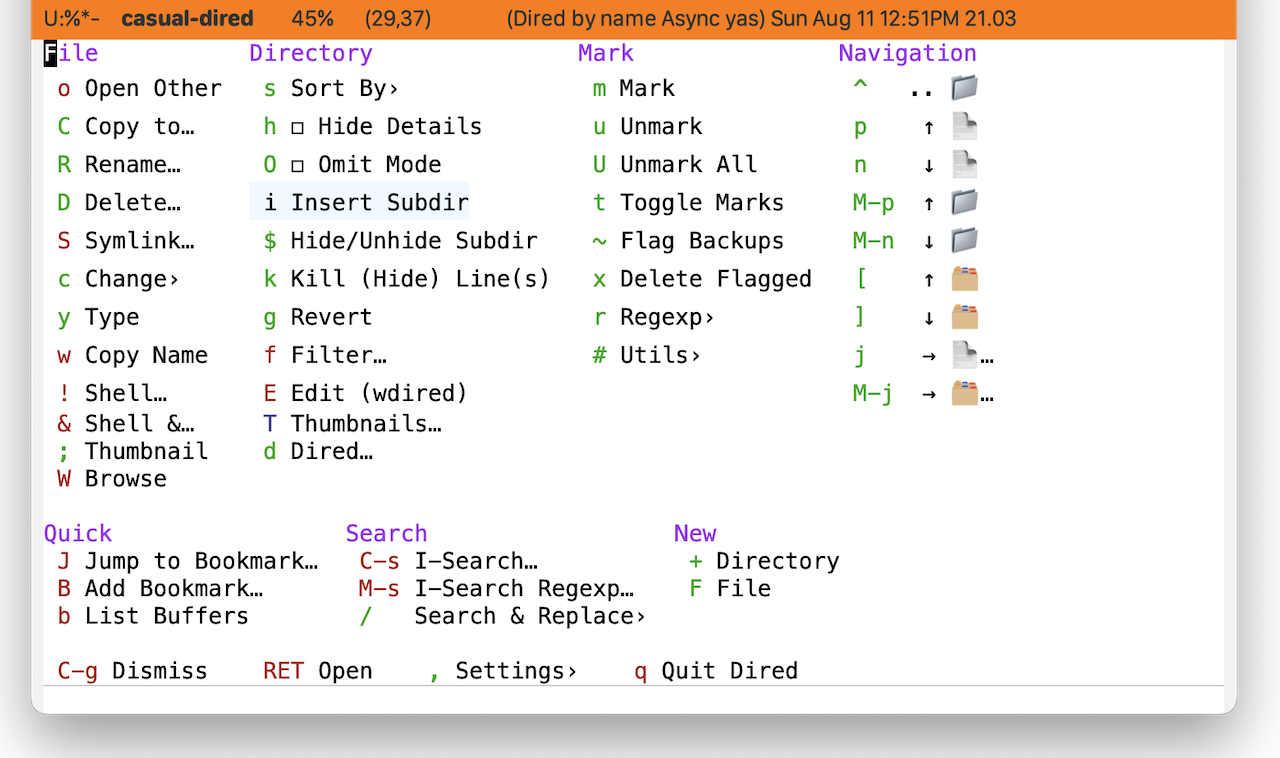 U:%*- casual-dired 45% (29,37) (Dired by name Async yas) Sun Aug 11 12:51PM 21.03
File Directory Mark Navigation
o Open Other s Sort By› m Mark ^ ..
C Copy to… h □ Hide Details u Unmark p ↑
R Rename… O □ Omit Mode U Unmark All n ↓
D Delete… i Insert Subdir t Toggle Marks M-p ↑
S Symlink… $ Hide/Unhide Subdir ~ Flag Backups M-n ↓
c Change› k Kill (Hide) Line(s) x Delete Flagged [ ↑
y Type g Revert r Regexp› ] ↓
w Copy Name f Filter… # Utils› j → …
! Shell… E Edit (wdired) M-j → …
& Shell &… T Thumbnails…
; Thumbnail d Dired…
W Browse
Quick Search New
J Jump to Bookmark… C-s I-Search… + Directory
B Add Bookmark… M-s I-Search Regexp… F File
b List Buffers / Search & Replace›
C-g Dismiss RET Open , Settings› q Quit Dired